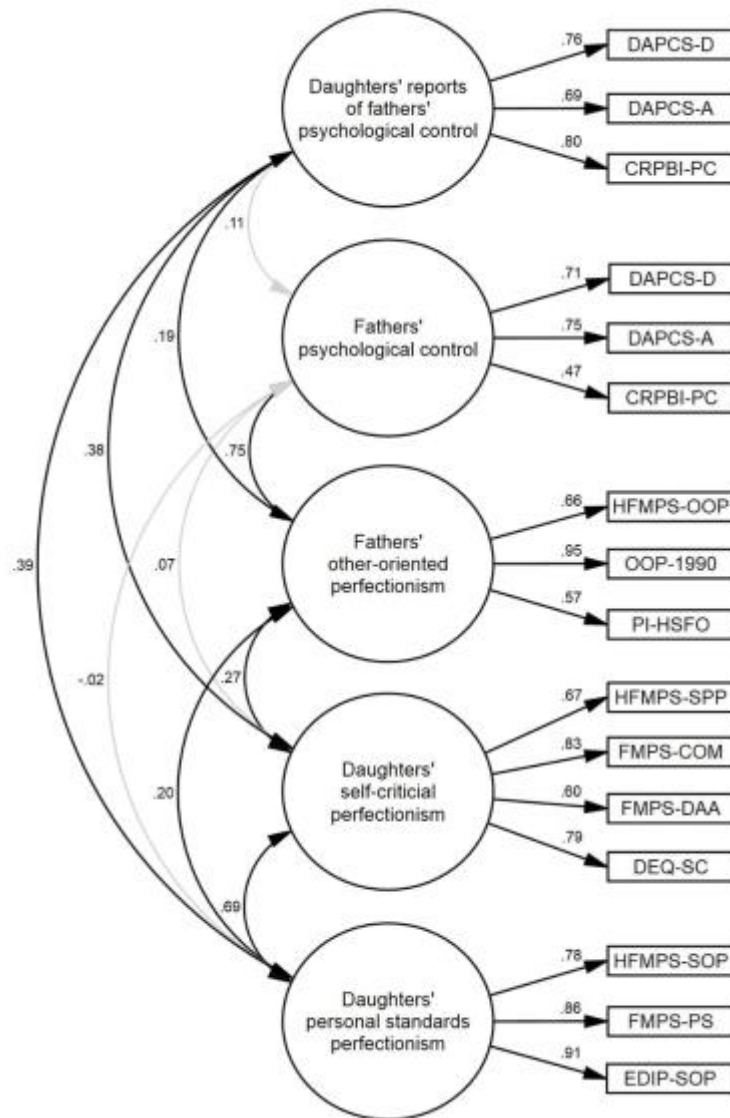 .76
DAPCS-D
Daughters' reports
of fathers'
psychological control
.69
DAPCS-A
.80
CRPBI-PC
.11
.71
DAPCS-D
Fathers'
psychological control
.75
DAPCS-A
.19
.47
CRPBI-PC
.38
.75
.66
HFMPS-OOP
Fathers'
other-oriented
perfectionism
.95
OOP-1990
.39
.07
.57
PI-HSFO
-.02
.27
.67
HFMPS-SPP
Daughters'
self-criticial
perfectionism
.83
FMPS-COM
.20
.60
FMPS-DAA
.79
DEQ-SC
.69
.78
HFMPS-SOP
Daughters'
personal standards
perfectionism
.86
FMPS-PS
.91
EDIP-SOP